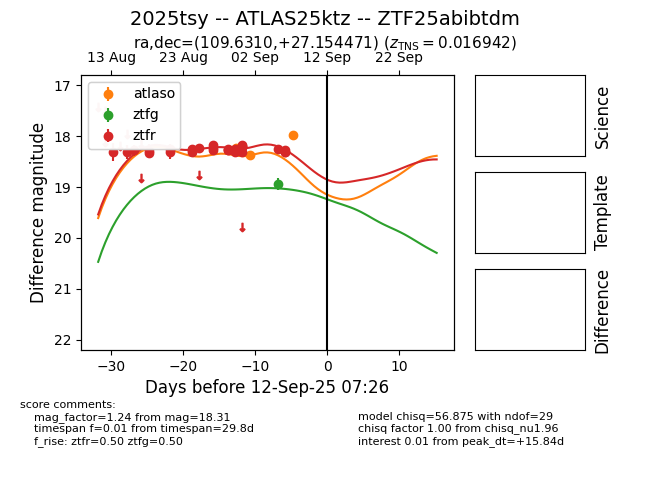 2025tsy -- ATLAS25ktz -- ZTF25abibtdm
ra,dec=(109.6310,+27.154471) (zTNS = 0.016942)
13 Aug 23 Aug 02 Sep 12 Sep 22 Sep
atlaso
ztfg
ztfr
17
18
19
20
21
22
Difference magnitude
−30 −20 −10 0 10
Days before 12-Sep-25 07:26
Science
Template
Difference
score comments:
mag_factor=1.24 from mag=18.31
timespan f=0.01 from timespan=29.8d
f_rise: ztfr=0.50 ztfg=0.50
model chisq=56.875 with ndof=29
chisq factor 1.00 from chisq_nu1.96
interest 0.01 from peak_dt=+15.84d